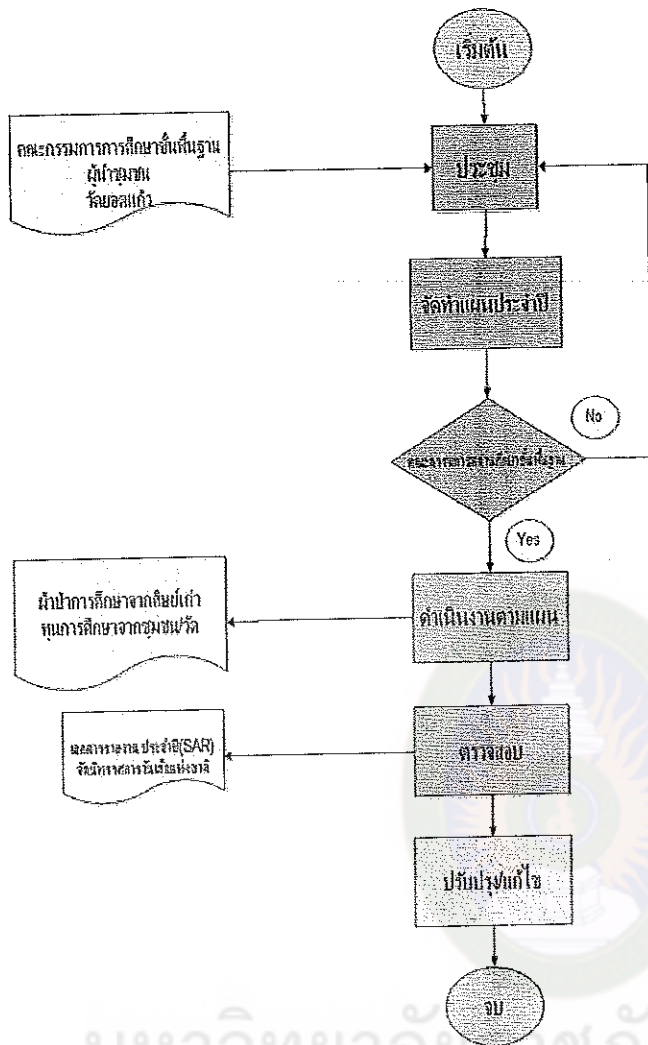 เริ่มต้น
คณะกรรมการการศึกษาขั้นพื้นฐาน
ผู้นำชุมชน
วัดยอดแก้ว
ประชุม
จัดทำแผนประจำปี
No
Yes
ผ้าป่าการศึกษาจากศิษย์เก่า
ทุนการศึกษาจากชุมชน/วัด
ดำเนินงานตามแผน
ประจำปี(SAR)
ตรวจสอบ
ปรับปรุง/แก้ไข
จบ